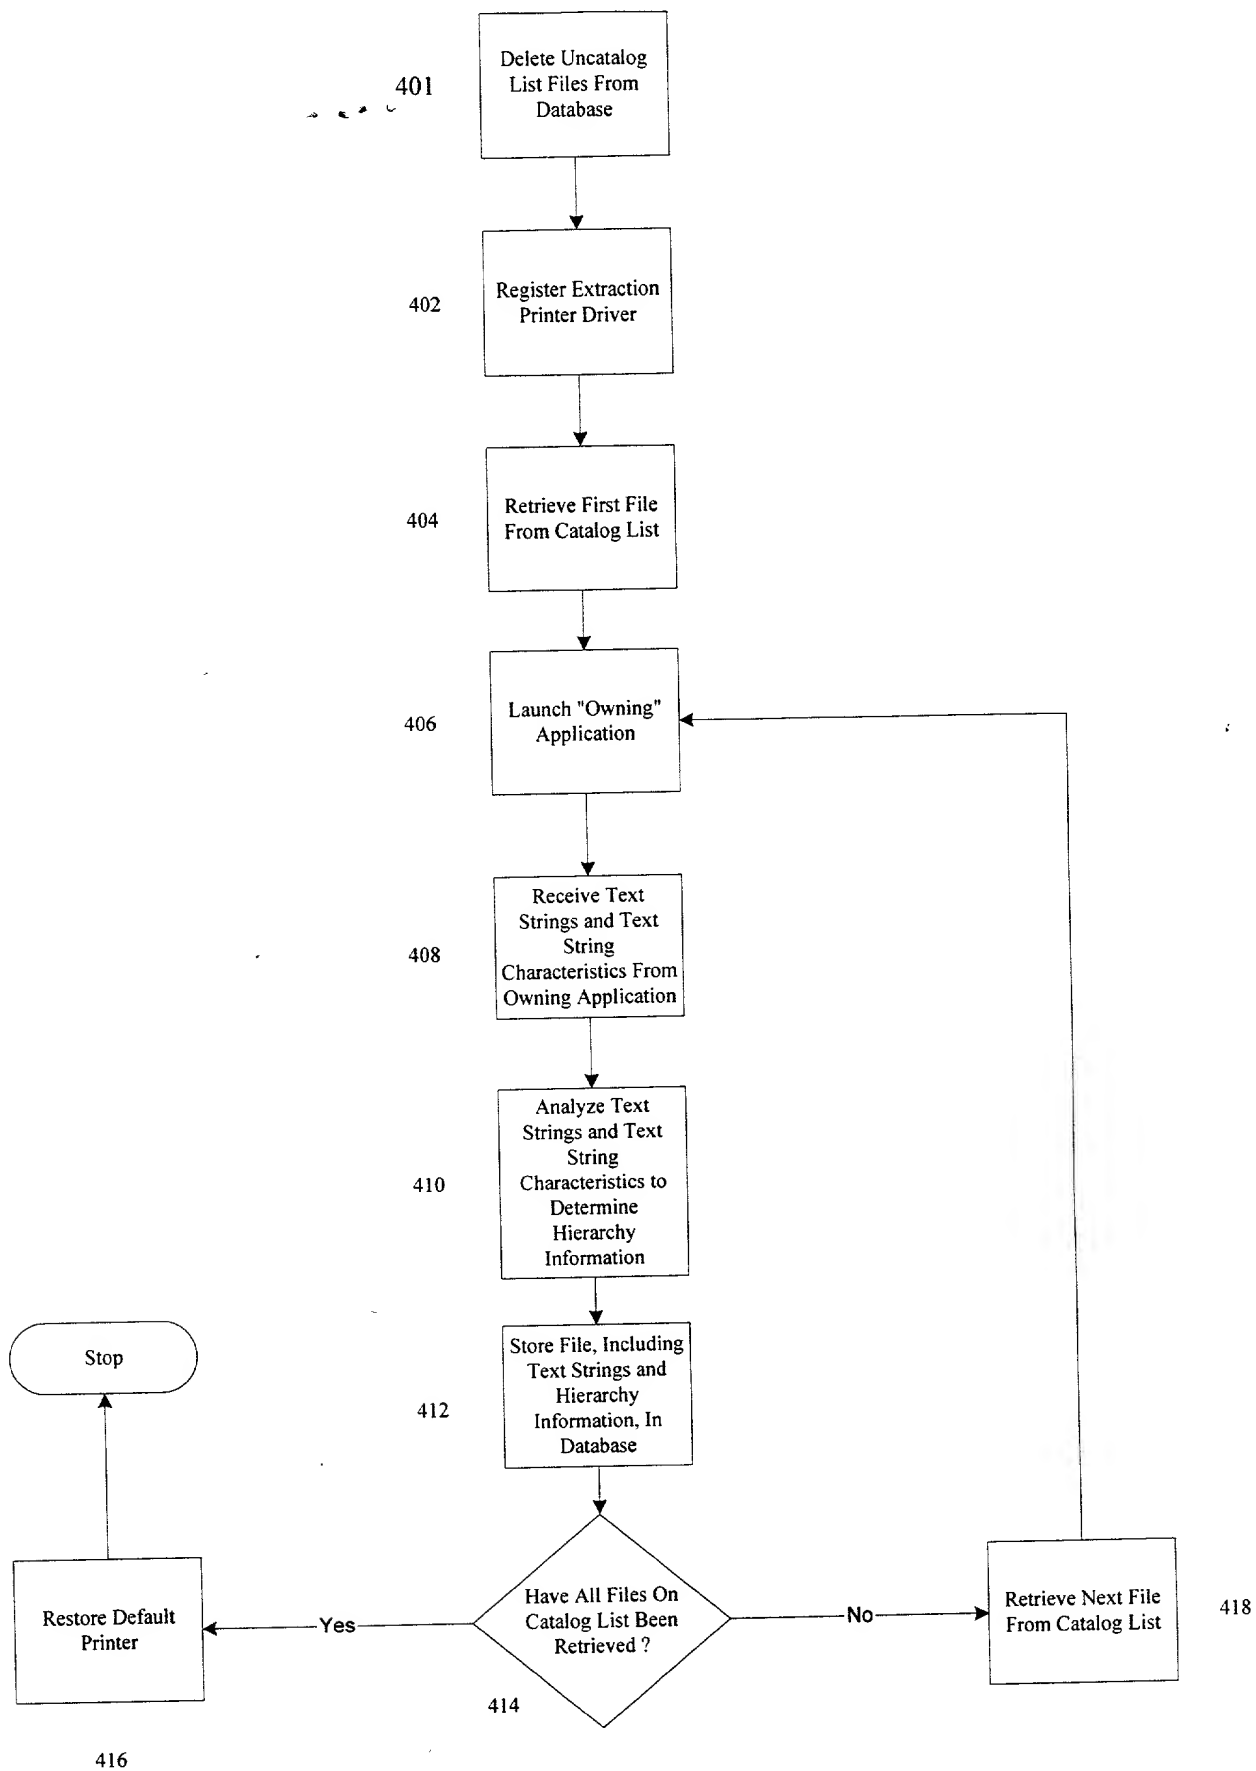 401
Delete Uncatalog
List Files From
Database
402
Register Extraction
Printer Driver
404
Retrieve First File
From Catalog List
406
Launch "Owning"
Application
408
Receive Text
Strings and Text
String
Characteristics From
Owning Application
410
Analyze Text
Strings and Text
String
Characteristics to
Determine
Hierarchy
Information
412
Store File, Including
Text Strings and
Hierarchy
Information, In
Database
Stop
Have All Files On
Catalog List Been
Retrieved ?
414
Yes
No
Restore Default
Printer
416
Retrieve Next File
From Catalog List
418